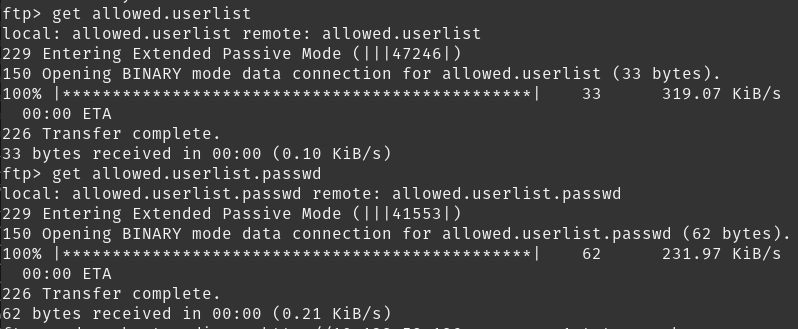 ftp> get allowed.userlist
local: allowed.userlist remote: allowed.userlist
229 Entering Extended Passive Mode (|||47246|)
150 Opening BINARY mode data connection for allowed.userlist (33 bytes).
100% |***********************************************|    33      319.07 KiB/s
  00:00 ETA
226 Transfer complete.
33 bytes received in 00:00 (0.10 KiB/s)
ftp> get allowed.userlist.passwd
local: allowed.userlist.passwd remote: allowed.userlist.passwd
229 Entering Extended Passive Mode (|||41553|)
150 Opening BINARY mode data connection for allowed.userlist.passwd (62 bytes).
100% |***********************************************|    62      231.97 KiB/s
  00:00 ETA
226 Transfer complete.
62 bytes received in 00:00 (0.21 KiB/s)